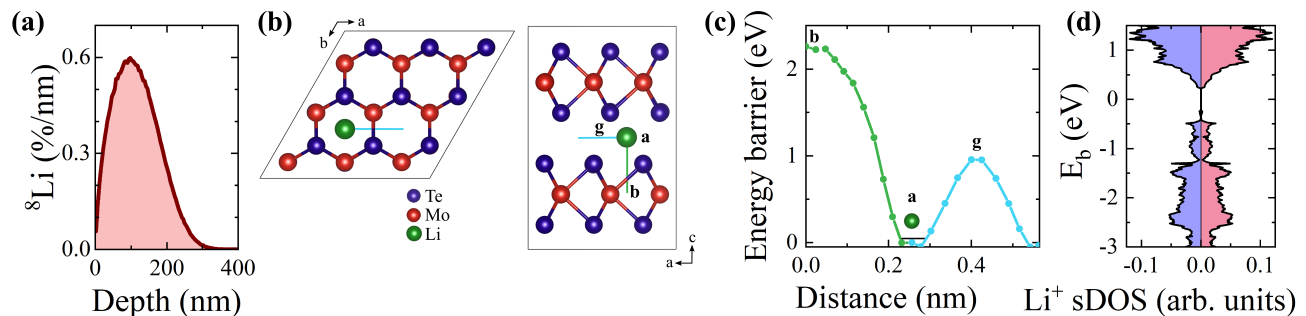 (a)
⁸Li (%/nm)
0.6
0.3
0.0
0
200
400
Depth (nm)
(b)
a
b
Te
Mo
Li
g
a
b
c
a
(c)
Energy barrier (eV)
2
1
0
b
a
g
0.0
0.2
0.4
Distance (nm)
(d)
E_b (eV)
1
0
-1
-2
-3
-0.1
0.0
0.1
Li⁺ sDOS (arb. units)